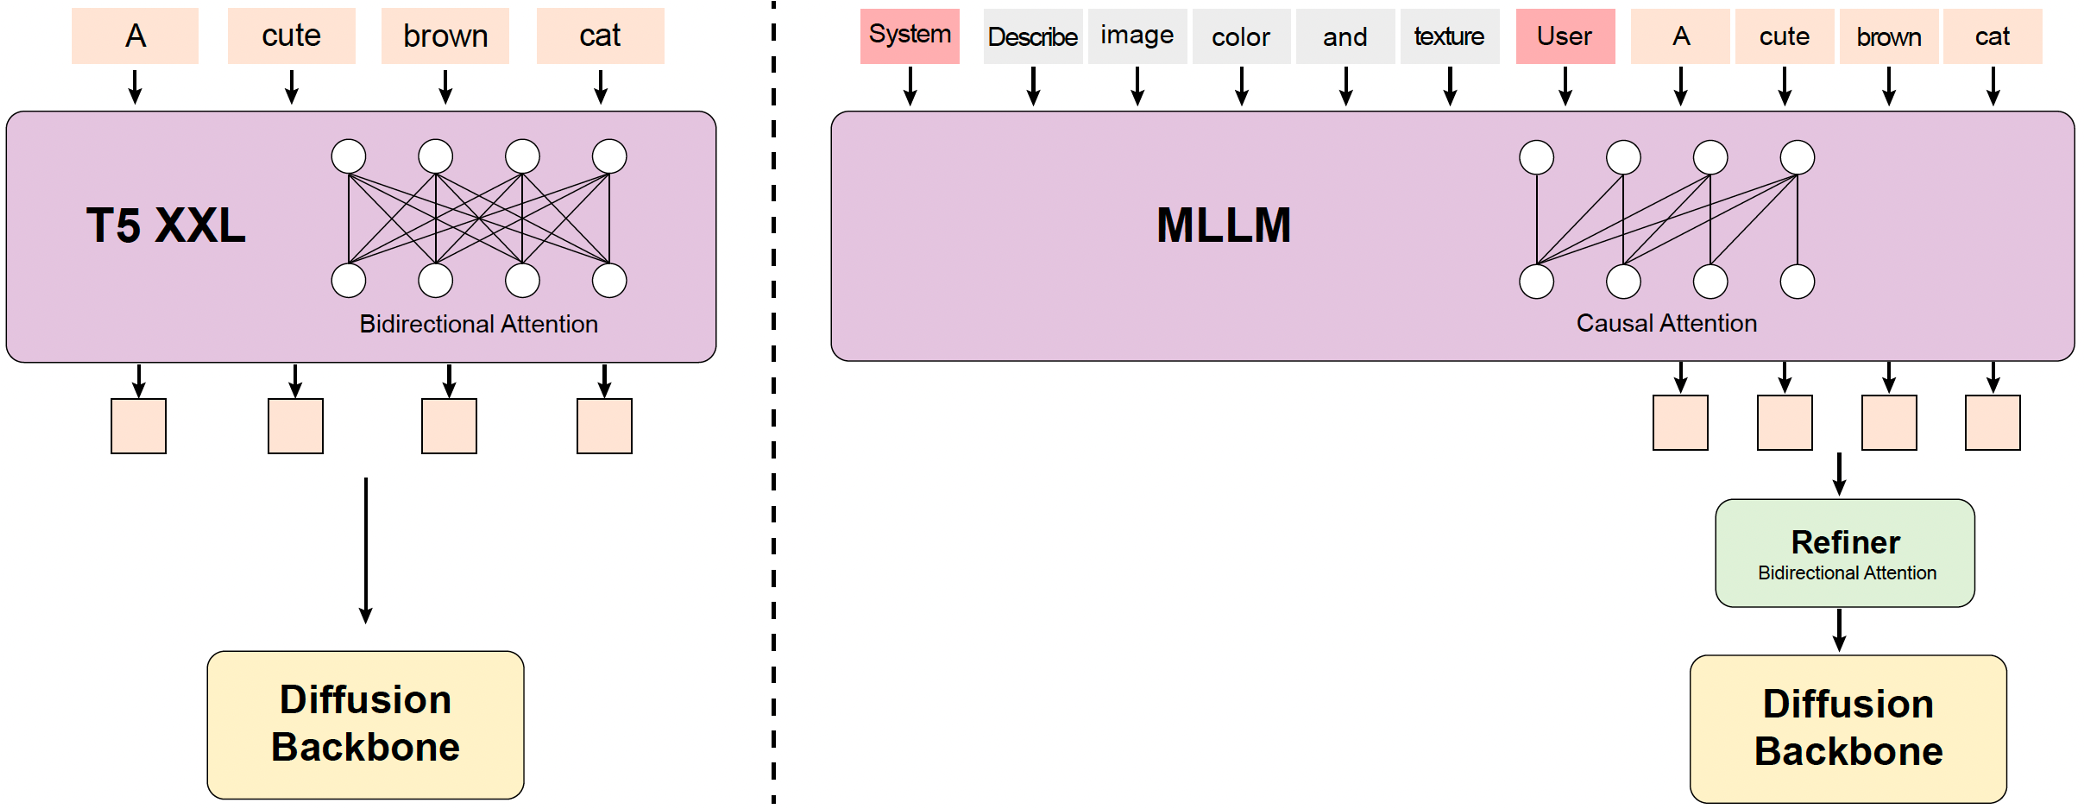 A cute brown cat
T5 XXL
Bidirectional Attention
Diffusion
Backbone
System Describe image color and texture User A cute brown cat
MLLM
Causal Attention
Refiner
Bidirectional Attention
Diffusion
Backbone